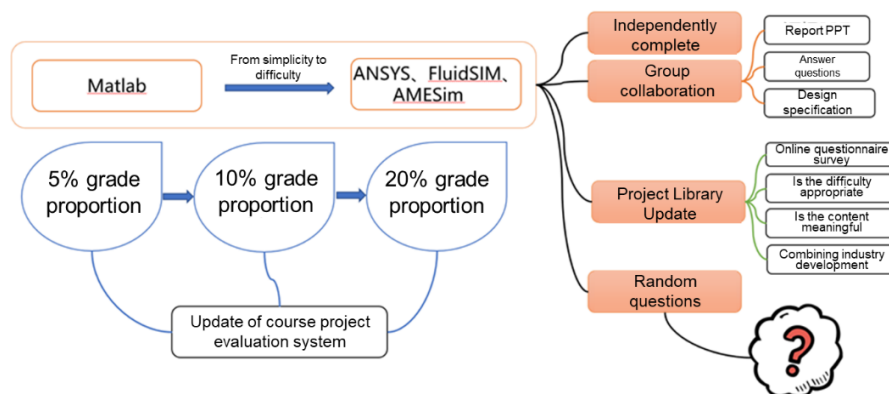 From simplicity to
difficulty
Matlab
ANSYS、FluidSIM、
AMESim
5% grade
proportion
10% grade
proportion
20% grade
proportion
Update of course project
evaluation system
Independently
complete
Group
collaboration
Report PPT
Answer
questions
Design
specification
Project Library
Update
Online questionnaire
survey
Is the difficulty
appropriate
Is the content
meaningful
Combining industry
development
Random
questions
?